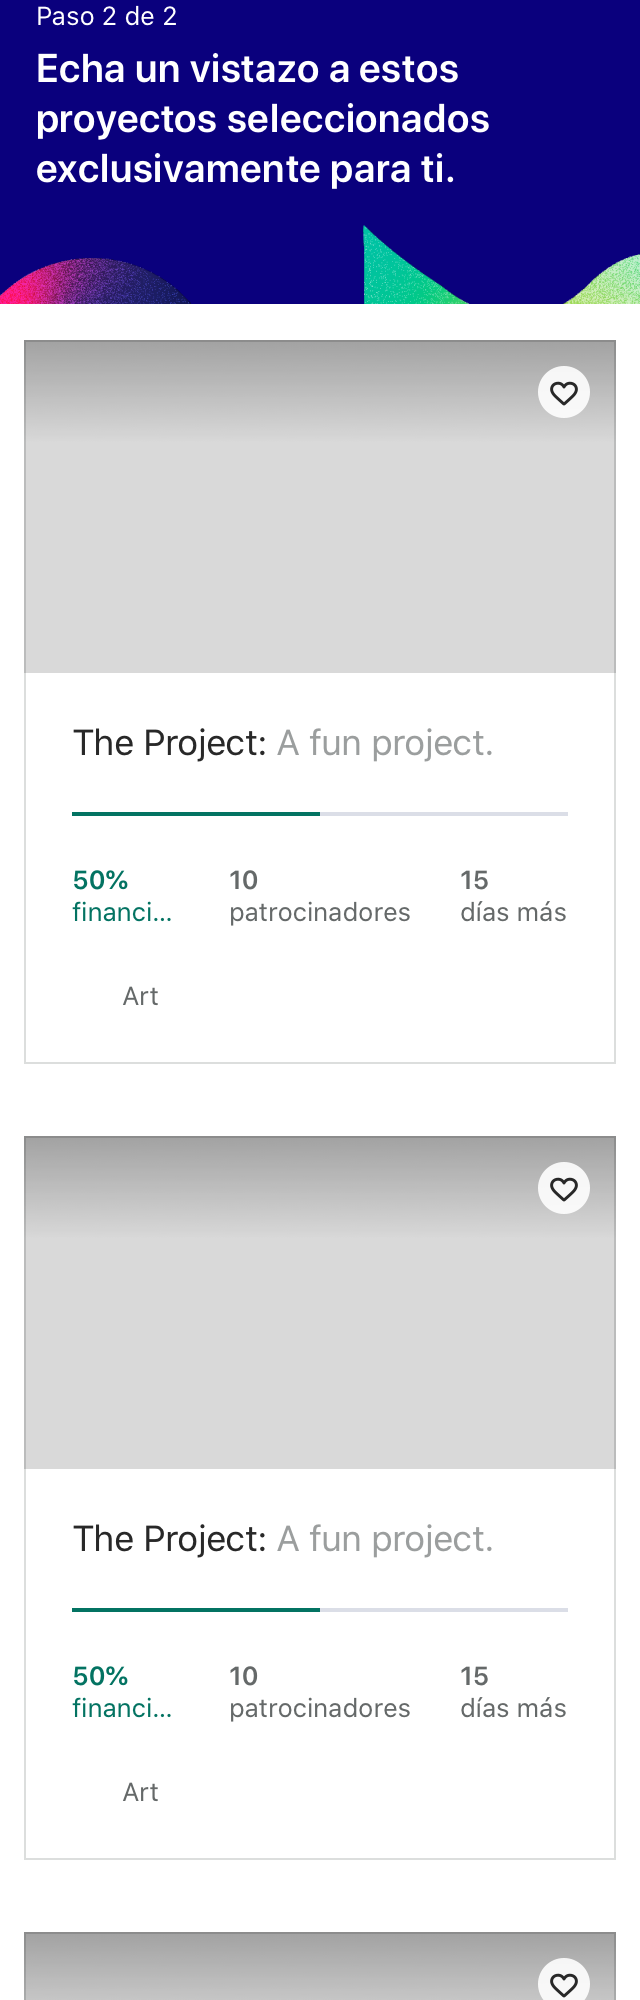 Paso 2 de 2
Echa un vistazo a estos
proyectos seleccionados
exclusivamente para ti.
The Project: A fun project.
50% 10 15
financi... patrocinadores días más
Art
The Project: A fun project.
50% 10 15
financi... patrocinadores días más
Art